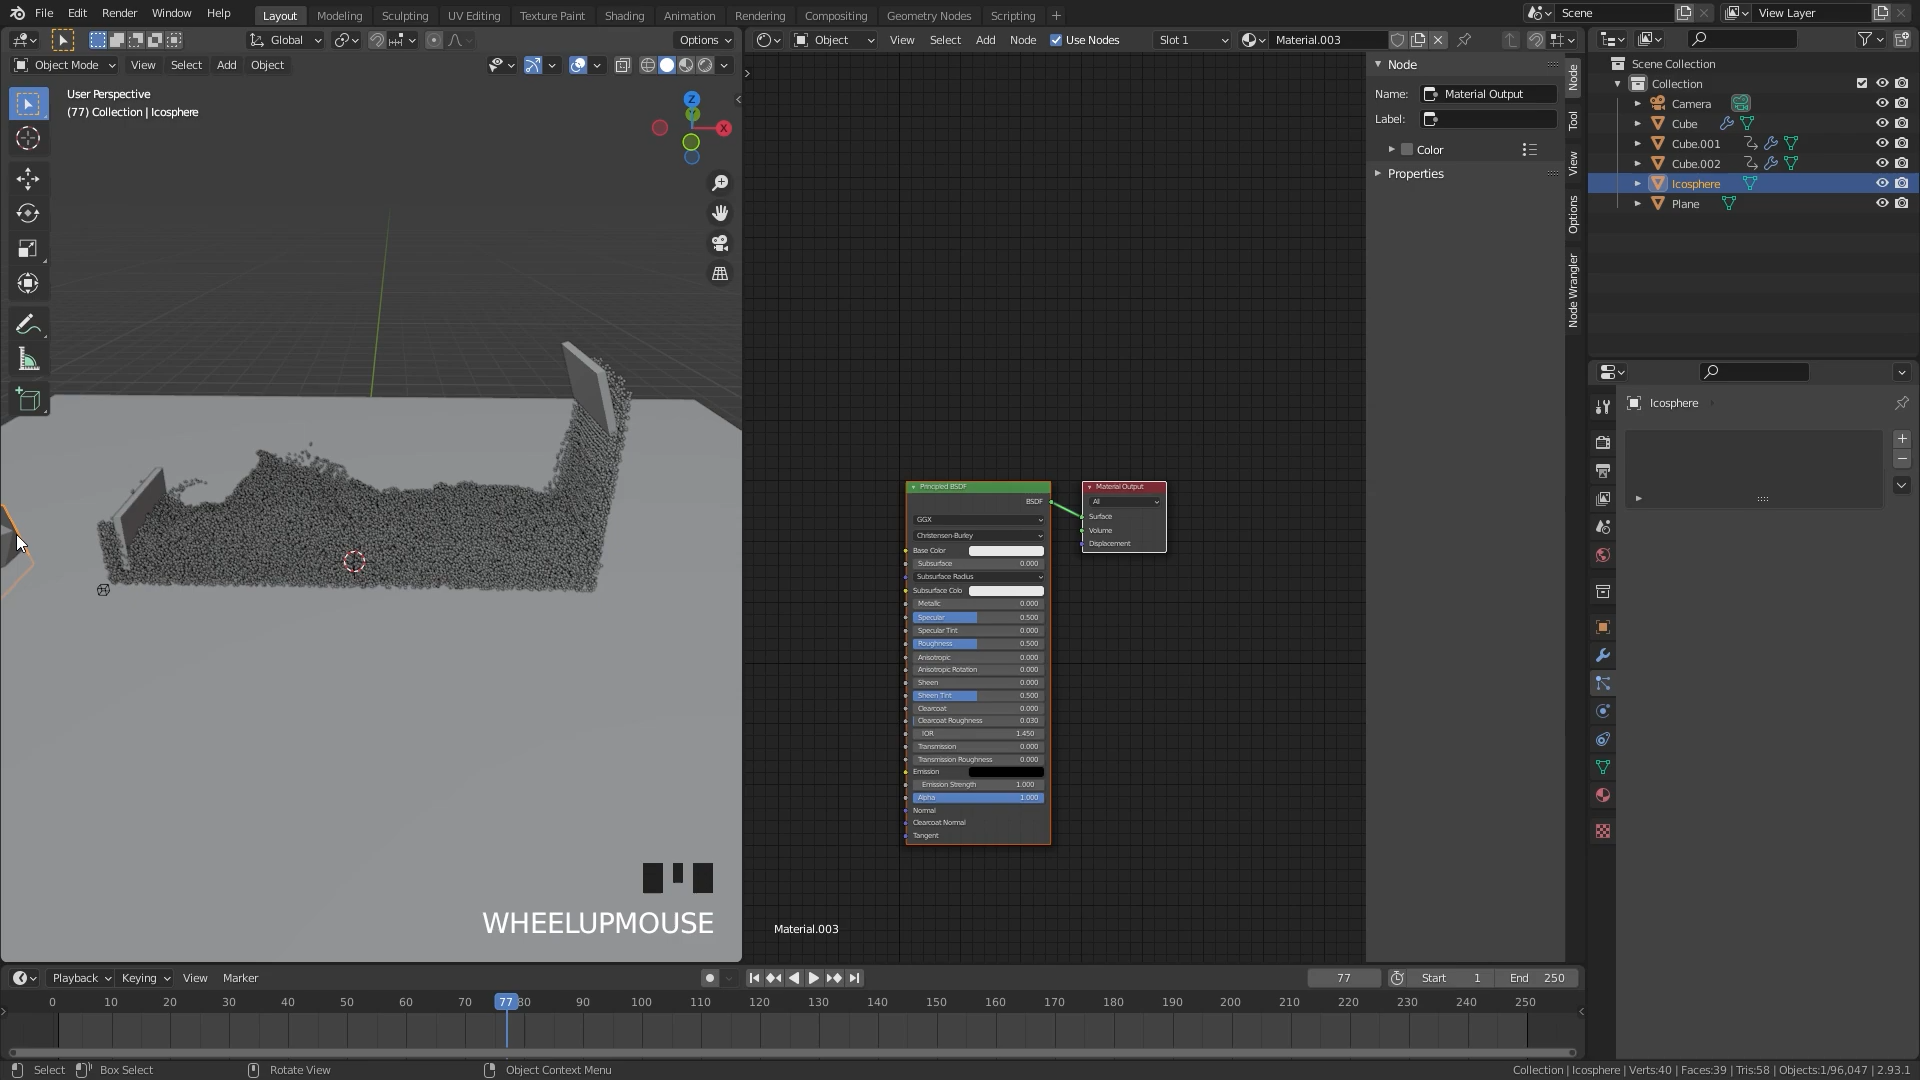 File Edit Render Window Help Layout Modeling Sculpting UV Editing Texture Paint Shading Animation Rendering Compositing Geometry Nodes Scripting + Scene View Layer
Global Options Object View Select Add Node Use Nodes Slot 1 Material.003
Object Mode View Select Add Object
User Perspective
(77) Collection | Icosphere
Z
Y
X
WHEELUPMOUSE
Principled BSDF
BSDF
GGX
Christensen-Burley
Base Color
Subsurface 0.000
Subsurface Radius
Subsurface Colo
Metallic 0.000
Specular 0.500
Specular Tint 0.000
Roughness 0.500
Anisotropic 0.000
Anisotropic Rotation 0.000
Sheen 0.000
Sheen Tint 0.500
Clearcoat 0.000
Clearcoat Roughness 0.030
IOR 1.450
Transmission 0.000
Transmission Roughness 0.000
Emission
Emission Strength 1.000
Alpha 1.000
Normal
Clearcoat Normal
Tangent
Material Output
All
Surface
Volume
Displacement
Material.003
Node
Name: Material Output
Label:
Color
Properties
Node
Tool
View
Options
Node Wrangler
Scene Collection
Collection
Camera
Cube
Cube.001
Cube.002
Icosphere
Plane
Icosphere
Playback Keying View Marker 77 Start 1 End 250
0 10 20 30 40 50 60 70 77 80 90 100 110 120 130 140 150 160 170 180 190 200 210 220 230 240 250
Select Box Select Rotate View Object Context Menu Collection | Icosphere | Verts:40 | Faces:39 | Tris:58 | Objects:1/96,047 | 2.93.1